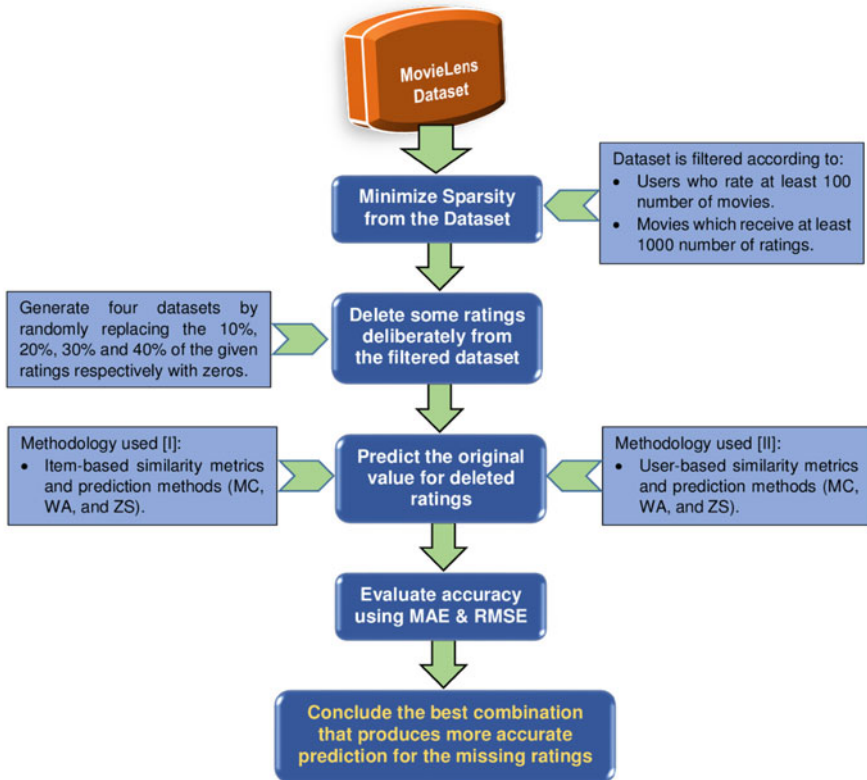 MovieLens
Dataset
Minimize Sparsity
from the Dataset
Dataset is filtered according to:
• Users who rate at least 100
number of movies.
• Movies which receive at least
1000 number of ratings.
Generate four datasets by
randomly replacing the 10%,
20%, 30% and 40% of the given
ratings respectively with zeros.
Delete some ratings
deliberately from
the filtered dataset
Methodology used [I]:
• Item-based similarity metrics
and prediction methods (MC,
WA, and ZS).
Predict the original
value for deleted
ratings
Methodology used [II]:
• User-based similarity metrics
and prediction methods (MC,
WA, and ZS).
Evaluate accuracy
using MAE & RMSE
Conclude the best combination
that produces more accurate
prediction for the missing ratings